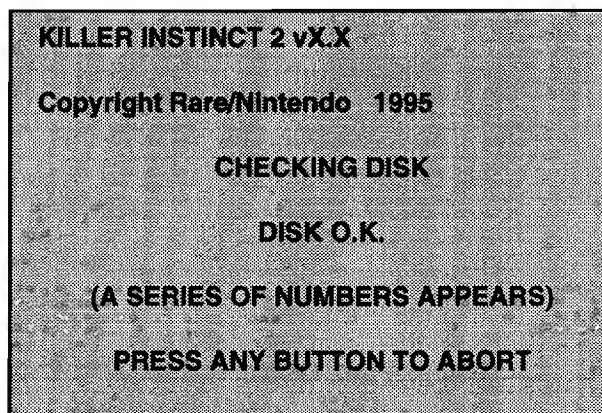 KILLER INSTINCT 2 vX.X
Copyright Rare/Nintendo 1995
CHECKING DISK
DISK O.K.
(A SERIES OF NUMBERS APPEARS)
PRESS ANY BUTTON TO ABORT